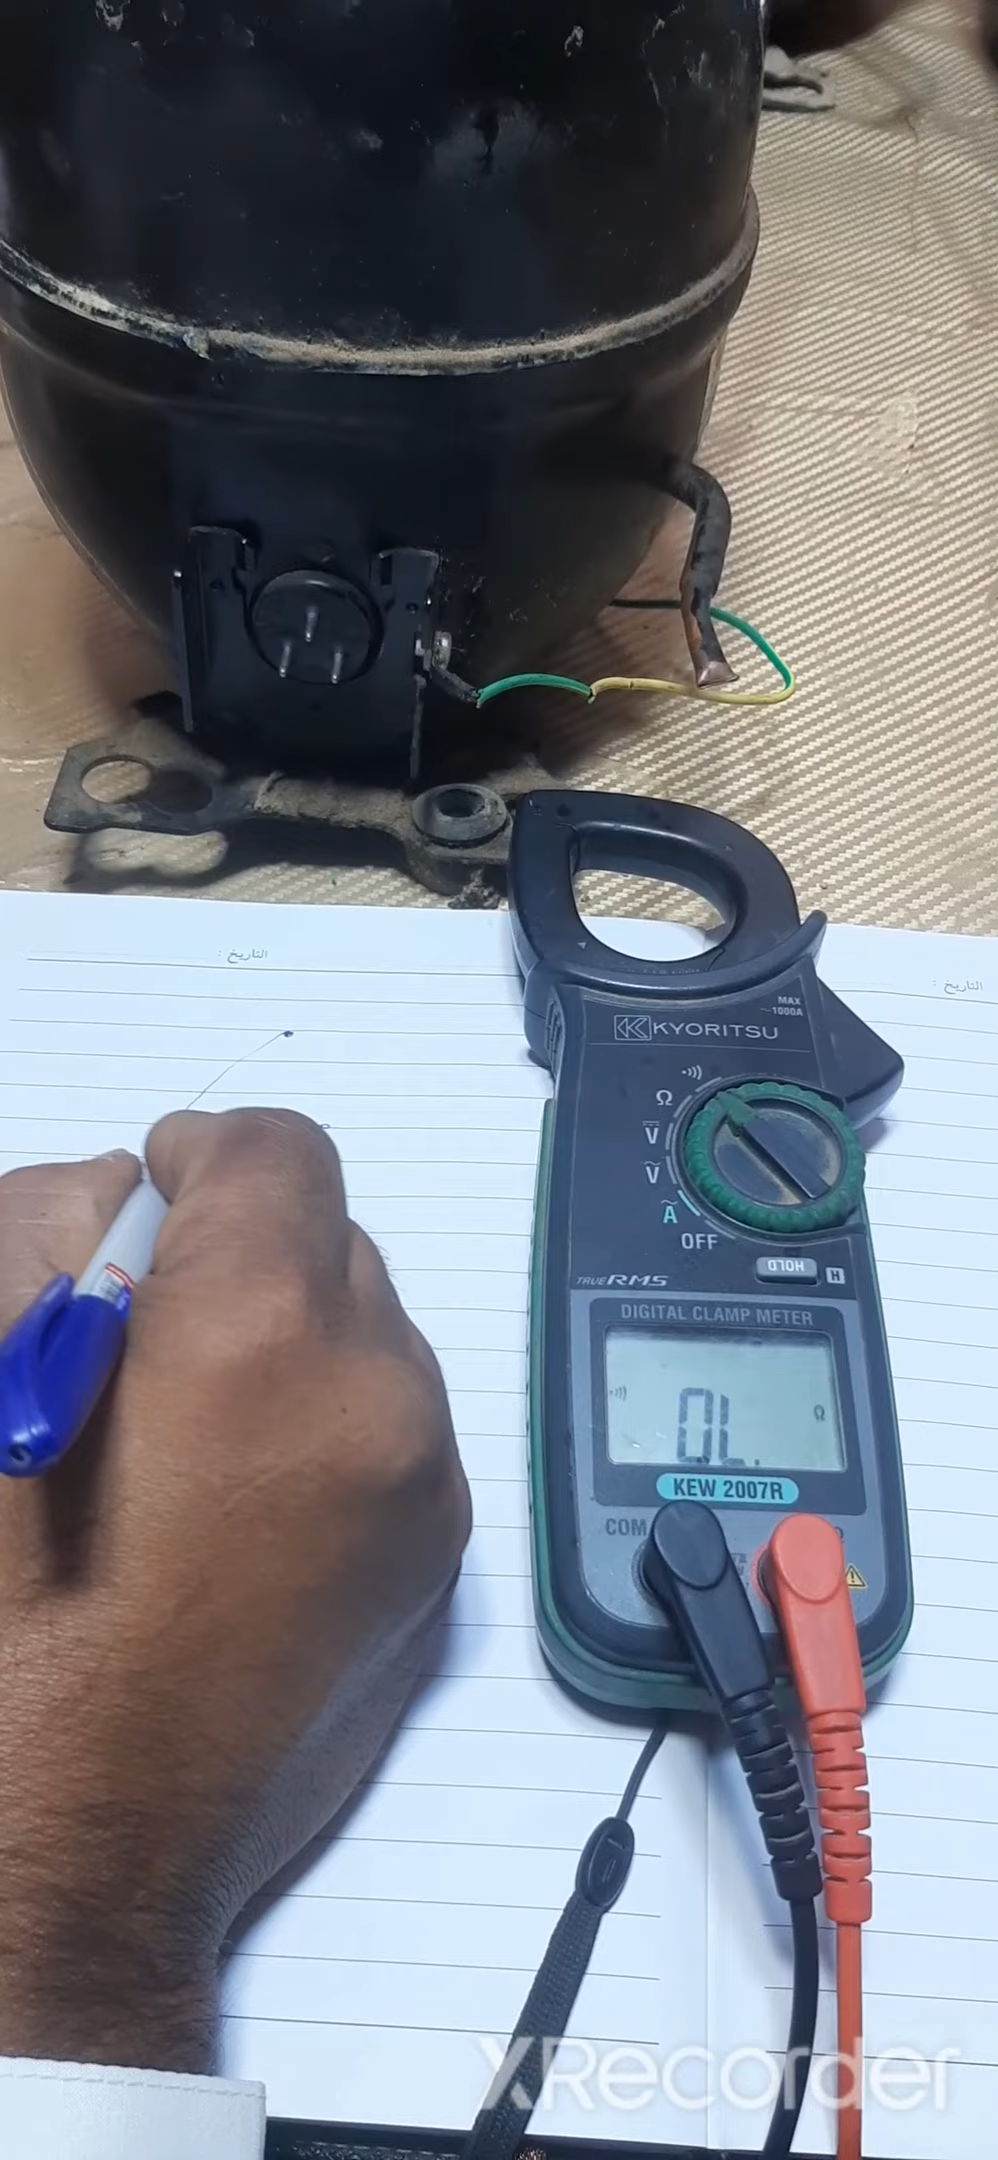 التاريخ :
التاريخ :
MAX
~1000A
KYORITSU
Ω
V
V
A
OFF
HOLD
H
TRUE RMS
DIGITAL CLAMP METER
OL.
Ω
KEW 2007R
COM
XRecorder